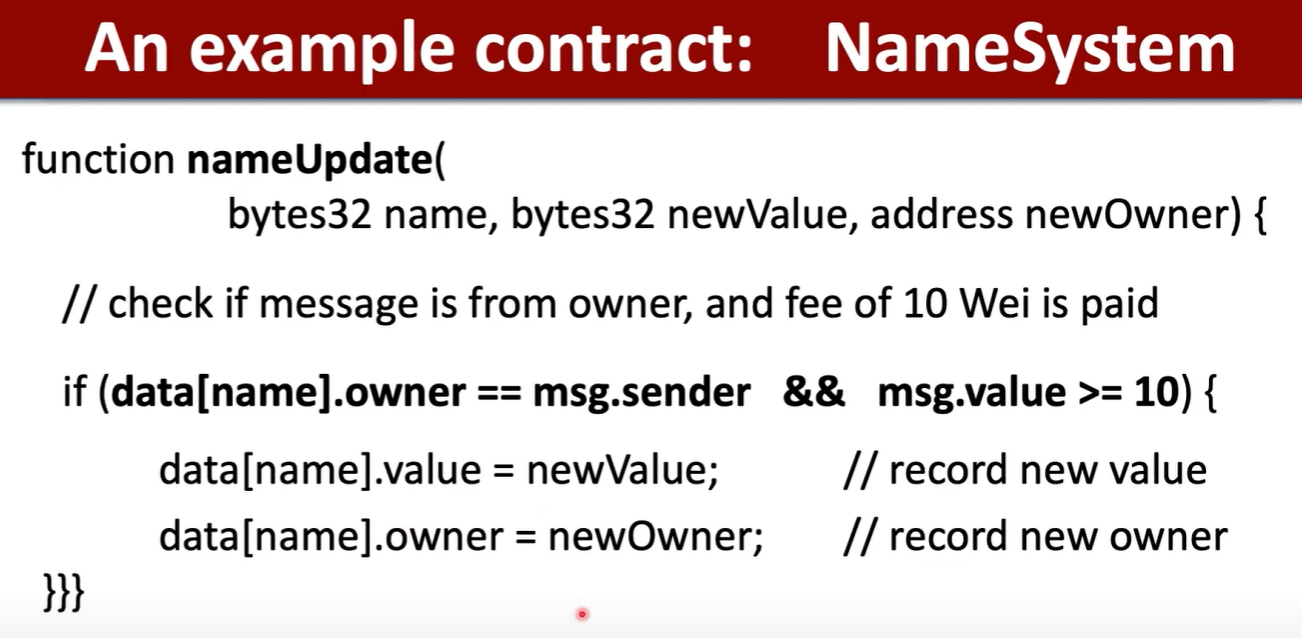 An example contract: NameSystem
function nameUpdate(
bytes32 name, bytes32 newValue, address newOwner) {
// check if message is from owner, and fee of 10 Wei is paid
if (data[name].owner == msg.sender && msg.value >= 10) {
data[name].value = newValue; // record new value
data[name].owner = newOwner; // record new owner
}}}